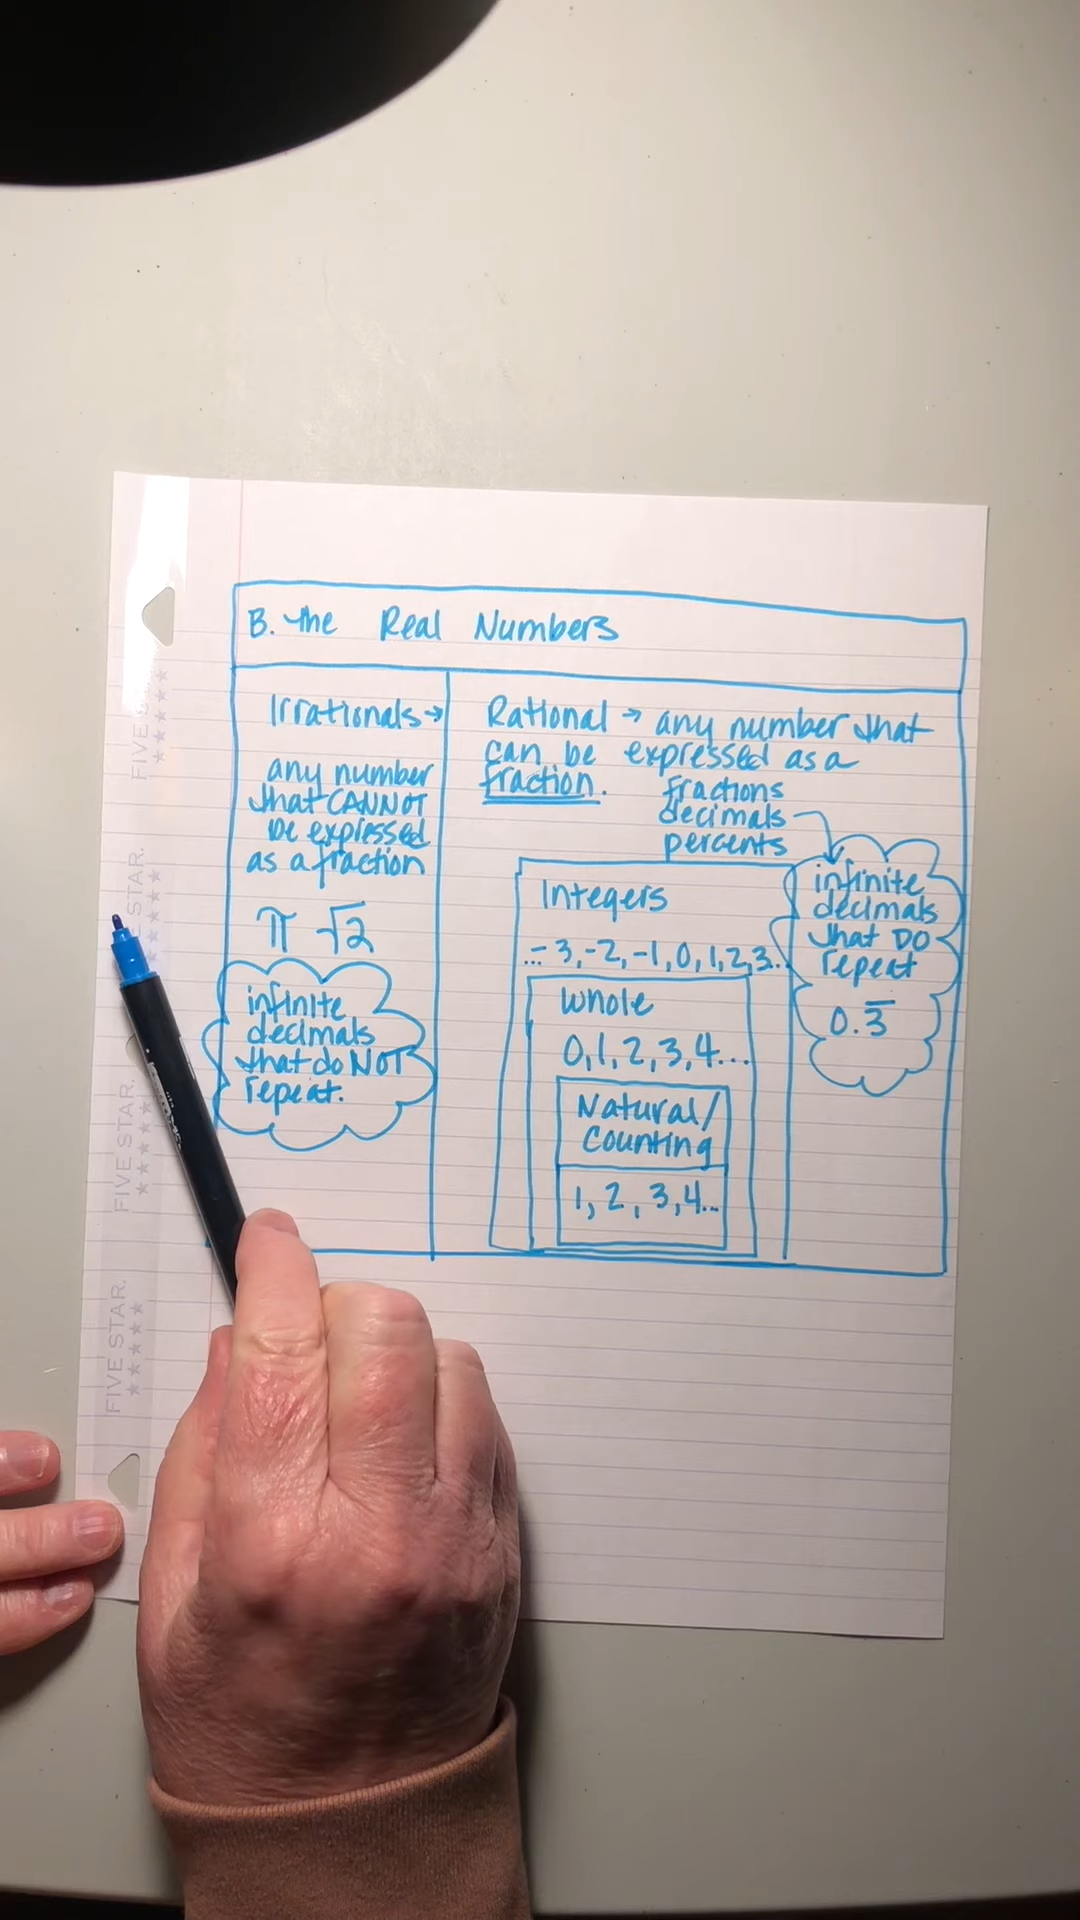 B. the Real Numbers
Irrationals →
any number
that CANNOT
be expressed
as a fraction
π √2
infinite
decimals
that do NOT
repeat.
Rational → any number that
can be expressed as a
fraction.
fractions
decimals
percents
infinite
decimals
that DO
repeat
0.3̅
Integers
...-3,-2,-1,0,1,2,3...
Whole
0,1,2,3,4...
Natural/
Counting
1, 2, 3, 4...
FIVE STAR.
FIVE STAR.
FIVE STAR.